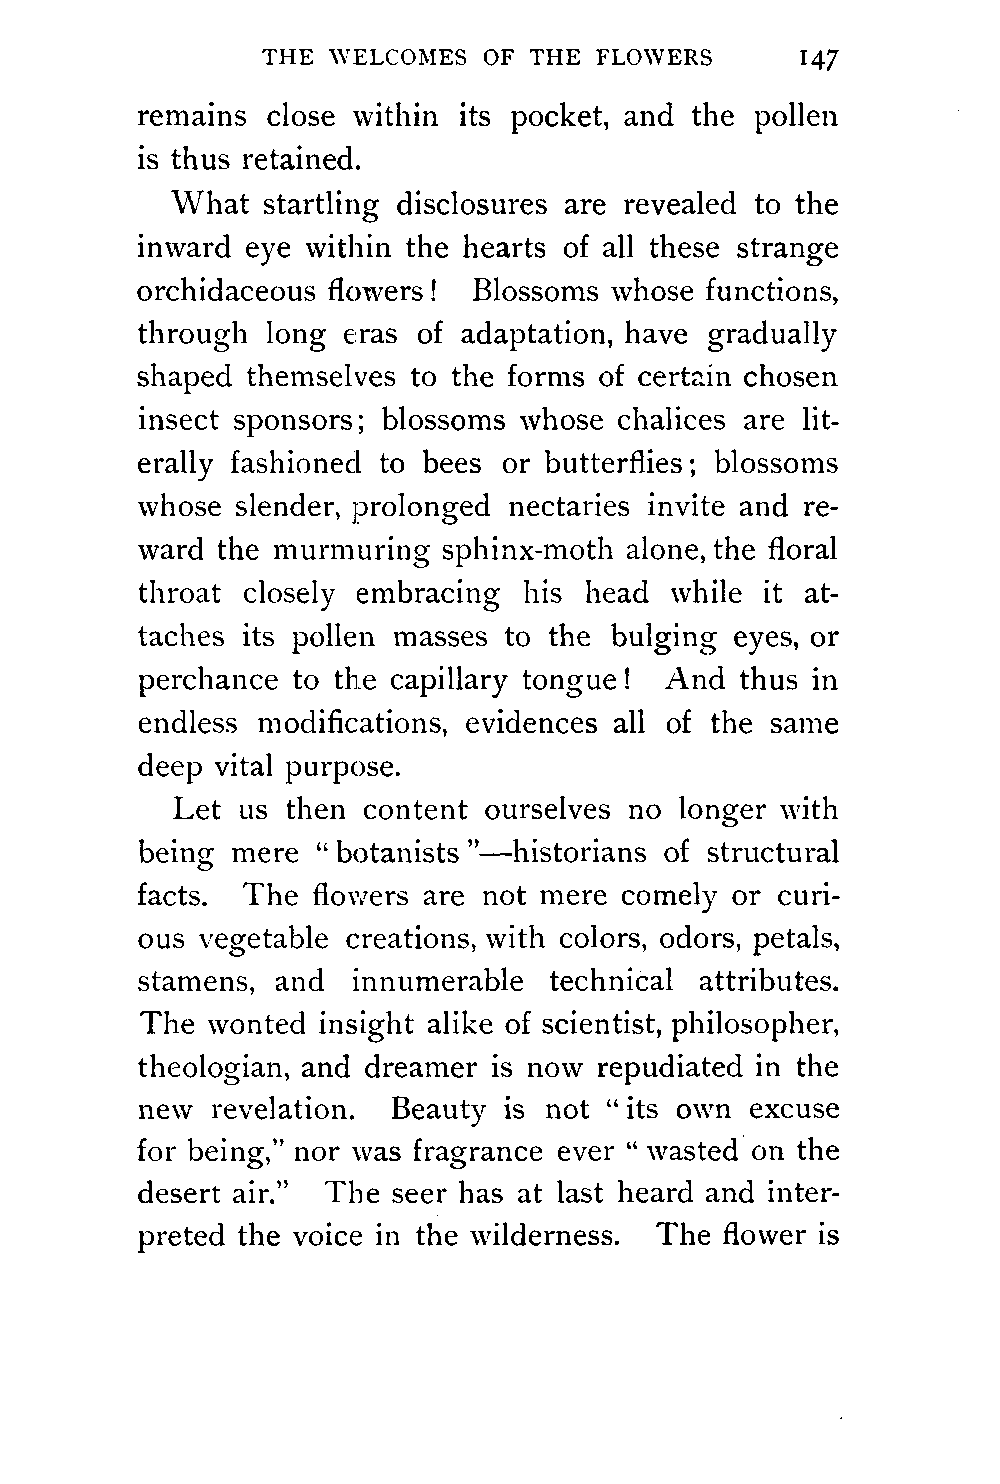 THE WELCOMES OF THE FLOWERS 147
remains close within its pocket, and the pollen
is thus retained.
What startling disclosures are revealed to the
inward eye within the hearts of all these strange
orchidaceous flowers! Blossoms whose functions,
through long eras of adaptation, have gradually
shaped themselves to the forms of certain chosen
insect sponsors; blossoms whose chalices are lit-
erally fashioned to bees or butterflies; blossoms
whose slender, prolonged nectaries invite and re-
ward the murmuring sphinx-moth alone, the floral
throat closely embracing his head while it at-
taches its pollen masses to the bulging eyes, or
perchance to the capillary tongue! And thus in
endless modifications, evidences all of the same
deep vital purpose.
Let us then content ourselves no longer with
being mere "botanists"—historians of structural
facts. The flowers are not mere comely or curi-
ous vegetable creations, with colors, odors, petals,
stamens, and innumerable technical attributes.
The wonted insight alike of scientist, philosopher,
theologian, and dreamer is now repudiated in the
new revelation. Beauty is not "its own excuse
for being," nor was fragrance ever "wasted on the
desert air." The seer has at last heard and inter-
preted the voice in the wilderness. The flower is